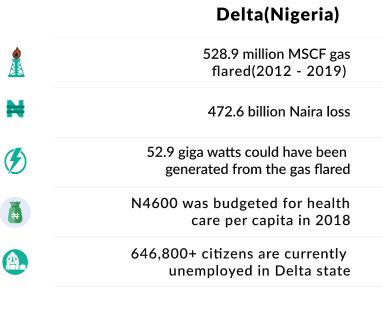 Delta(Nigeria)
528.9 million MSCF gas
flared(2012 - 2019)
472.6 billion Naira loss
52.9 giga watts could have been
generated from the gas flared
N4600 was budgeted for health
care per capita in 2018
646,800+ citizens are currently
unemployed in Delta state